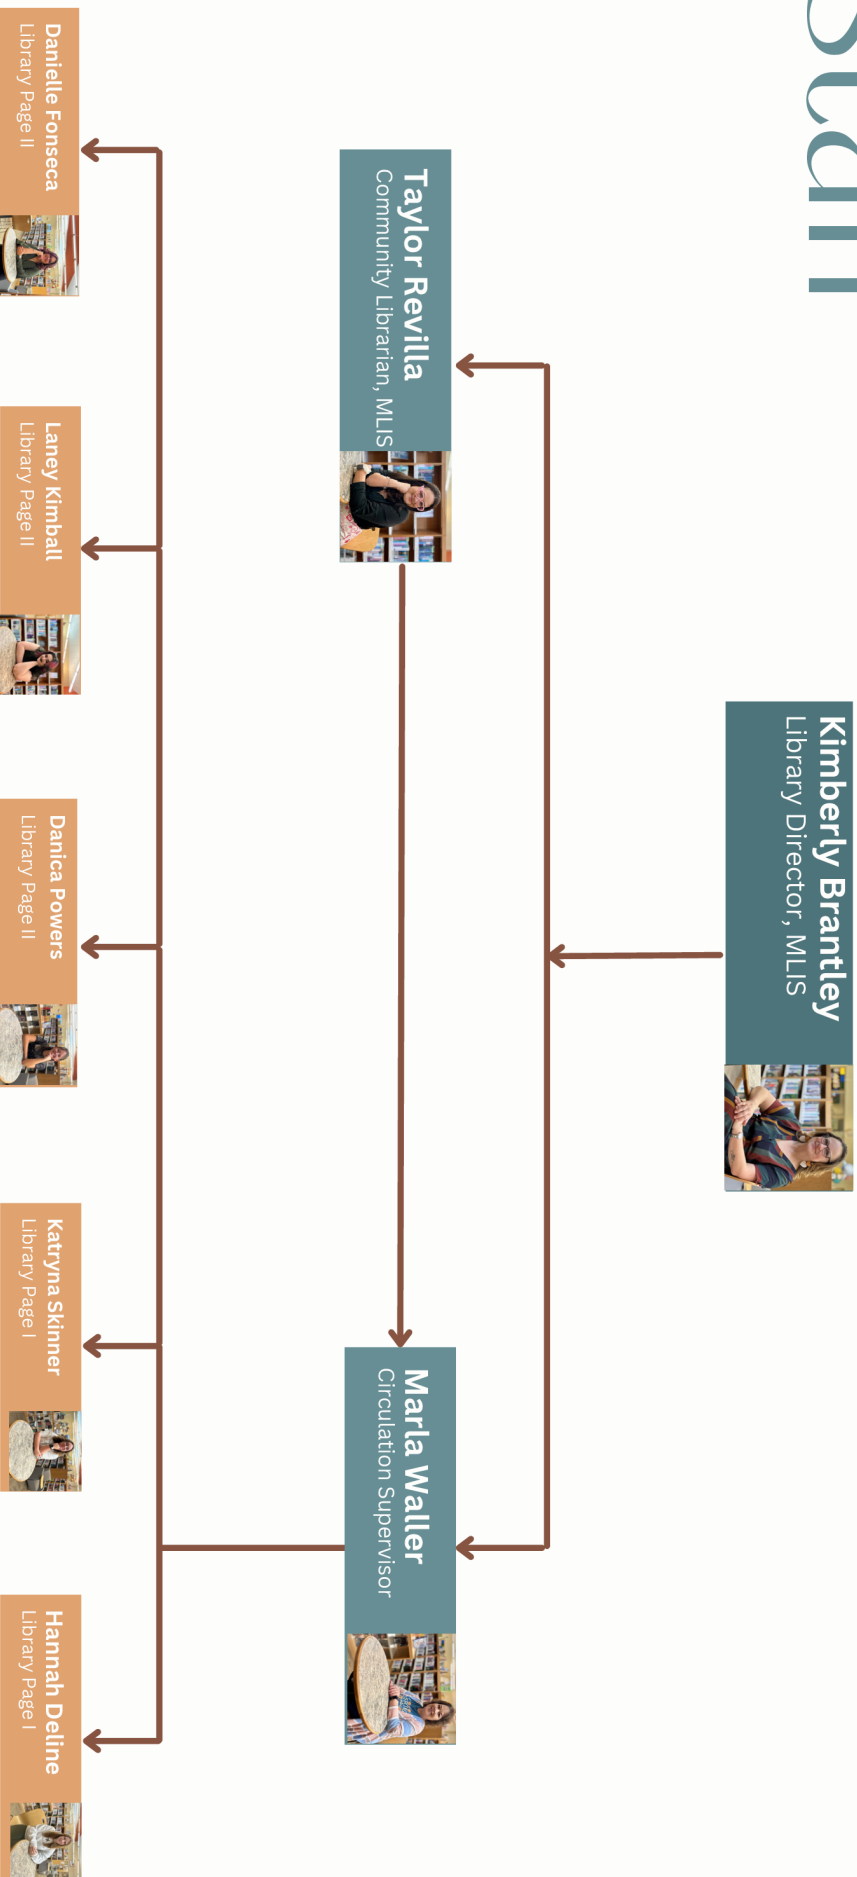 Kimberly Brantley
Library Director, MLIS
Taylor Revilla
Community Librarian, MLIS
Marla Waller
Circulation Supervisor
Danielle Fonseca
Library Page II
Laney Kimball
Library Page II
Danica Powers
Library Page II
Katryna Skinner
Library Page I
Hannah Deline
Library Page I